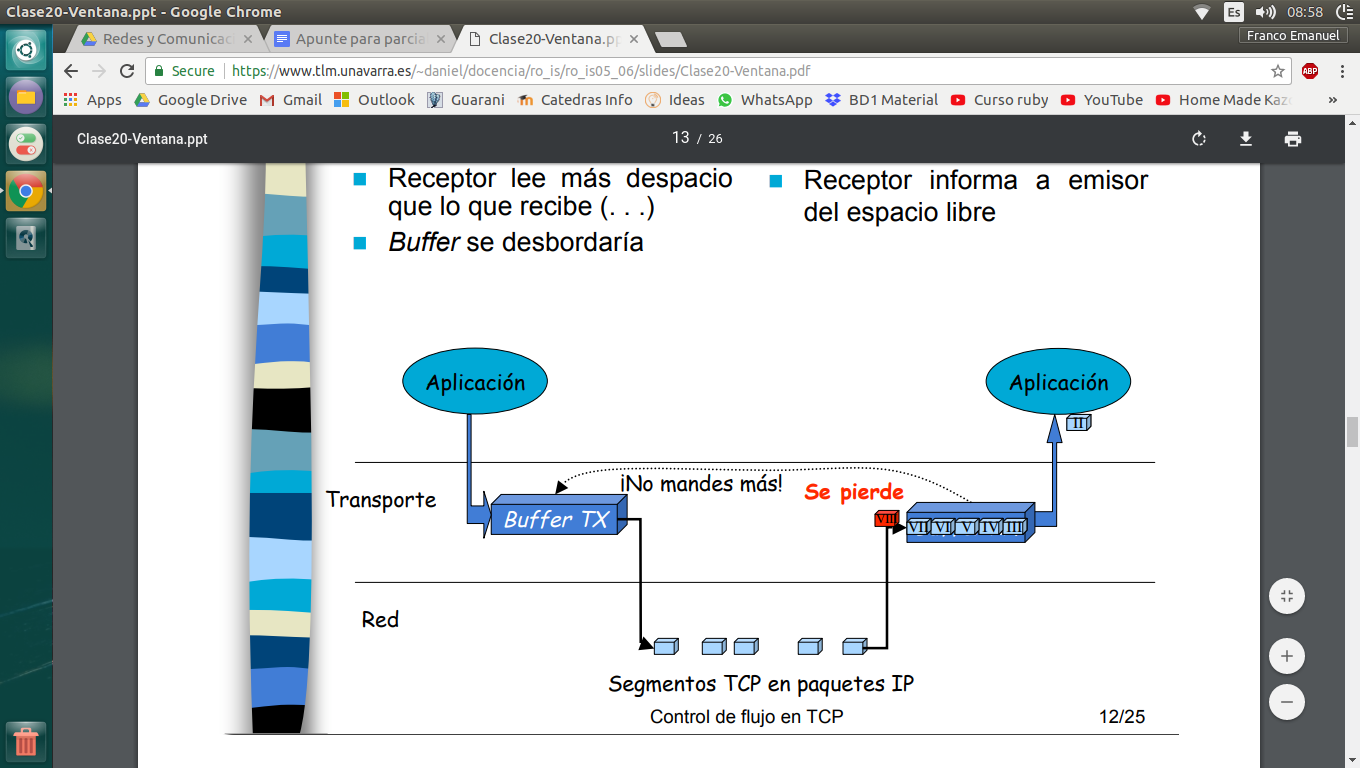 Clase20-Ventana.ppt - Google Chrome
Es
08:58
Redes y Comunicac
Apunte para parcia
Clase20-Ventana.pp
Franco Emanuel
Secure
https://www.tlm.unavarra.es/~daniel/docencia/ro_is/ro_is05_06/slides/Clase20-Ventana.pdf
ABP
Apps
Google Drive
Gmail
Outlook
Guarani
Catedras Info
Ideas
WhatsApp
BD1 Material
Curso ruby
YouTube
Home Made Kaz
»
Clase20-Ventana.ppt
13 / 26
Receptor lee más despacio
que lo que recibe (. . .)
Buffer se desbordaría
Receptor informa a emisor
del espacio libre
Aplicación
Aplicación
II
Transporte
¡No mandes más!
Se pierde
Buffer TX
VIII
VII VI V IV III
Red
Segmentos TCP en paquetes IP
Control de flujo en TCP
12/25